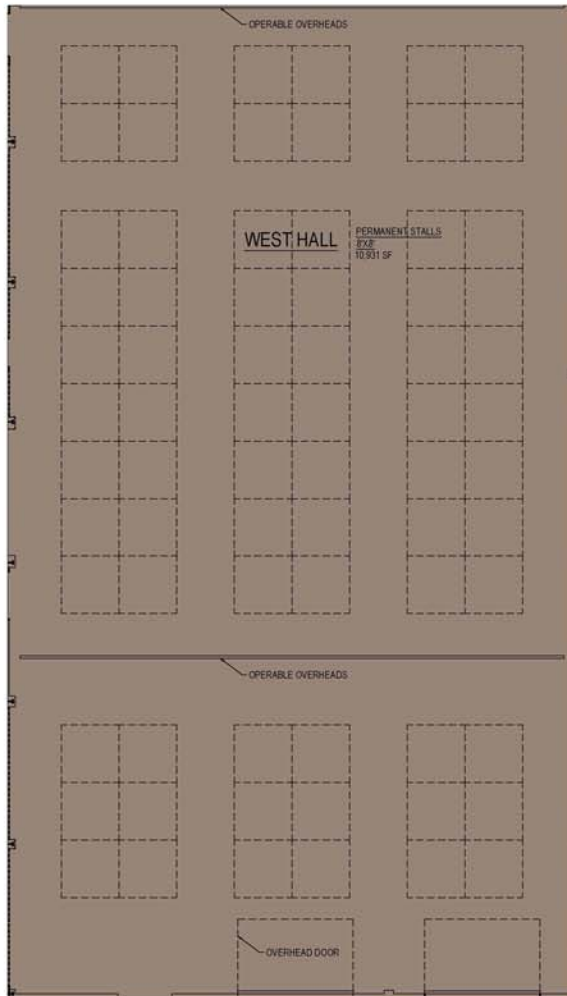 OPERABLE OVERHEADS
WEST HALL
PERMANENT STALLS
8'X8'
10,931 SF
OPERABLE OVERHEADS
OVERHEAD DOOR